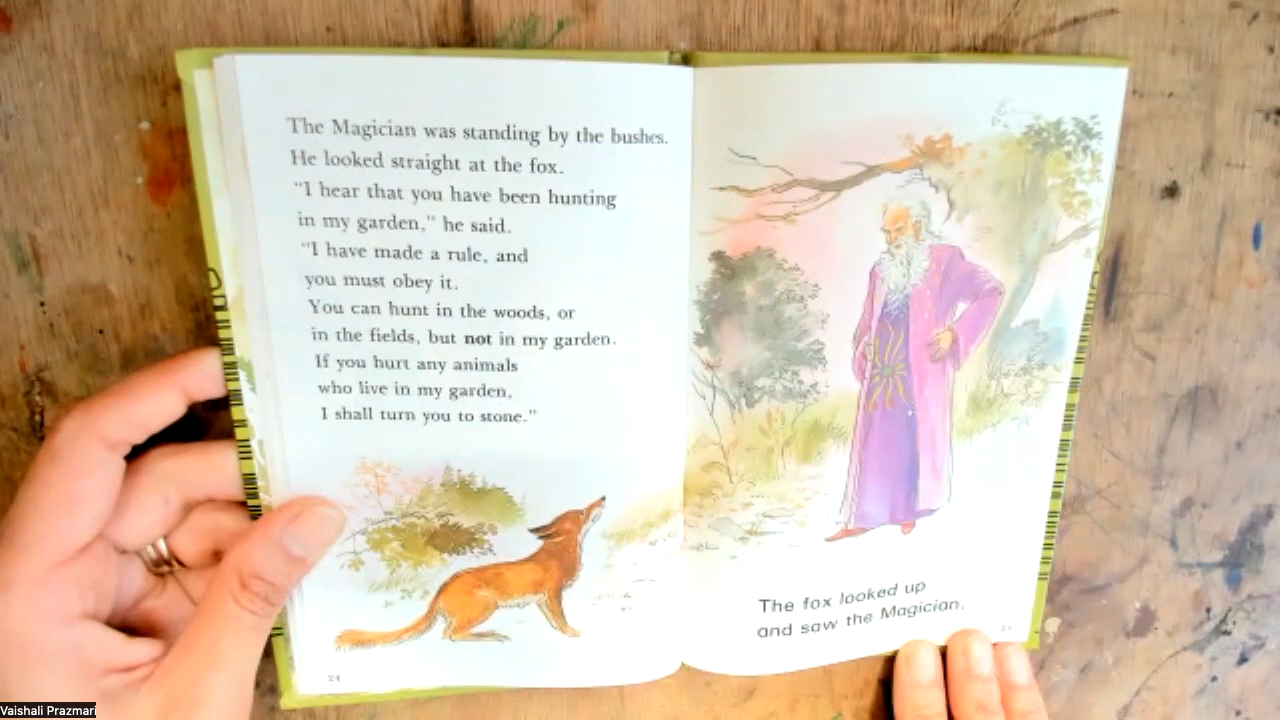 The Magician was standing by the bushes.
He looked straight at the fox.
"I hear that you have been hunting
in my garden," he said.
"I have made a rule, and
you must obey it.
You can hunt in the woods, or
in the fields, but not in my garden.
If you hurt any animals
who live in my garden,
I shall turn you to stone."
24
The fox looked up
and saw the Magician.
Vaishali Prazmari